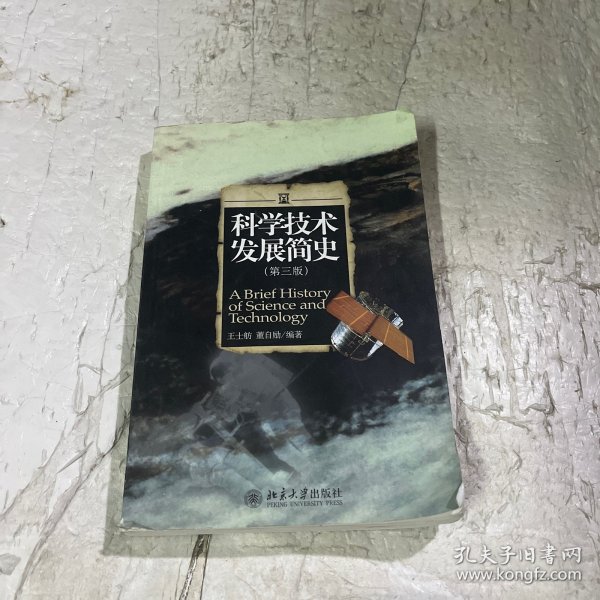 科学技术
发展简史
(第三版)
A Brief History
of Science and
Technology
王士舫 董自励/编著
北京大学出版社
PEKING UNIVERSITY PRESS
孔夫子旧書网
www.kongfz.com